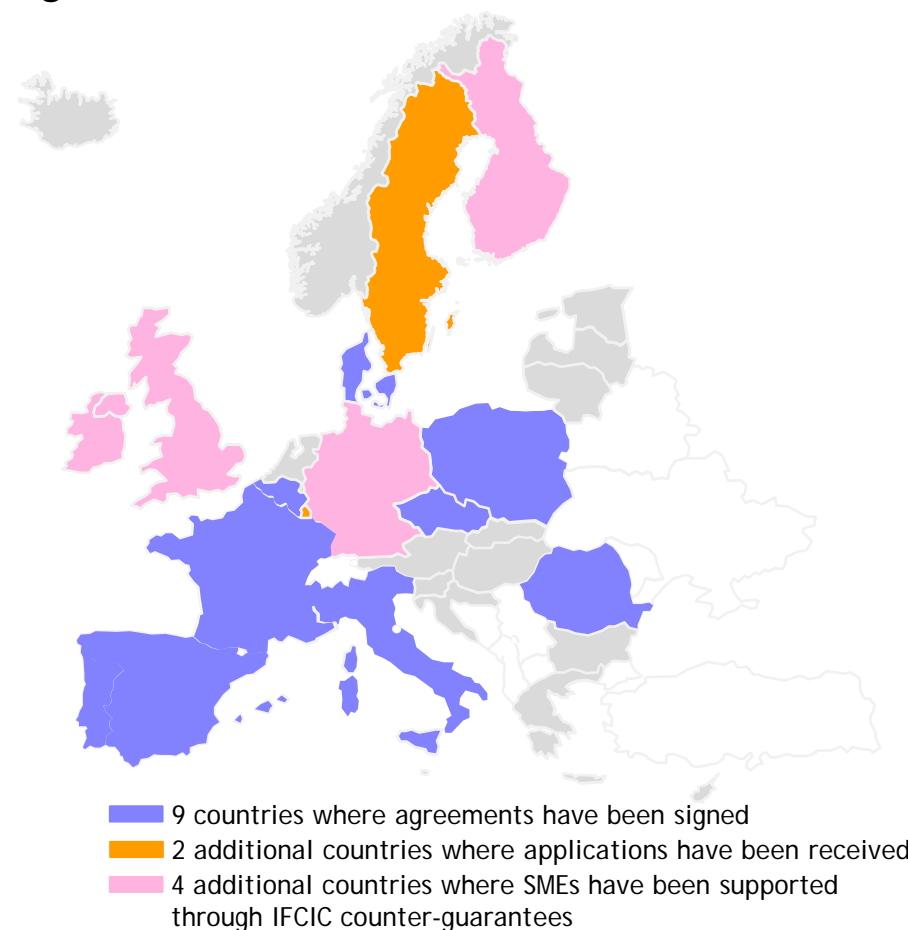 9 countries where agreements have been signed
2 additional countries where applications have been received
4 additional countries where SMEs have been supported
through IFCIC counter-guarantees